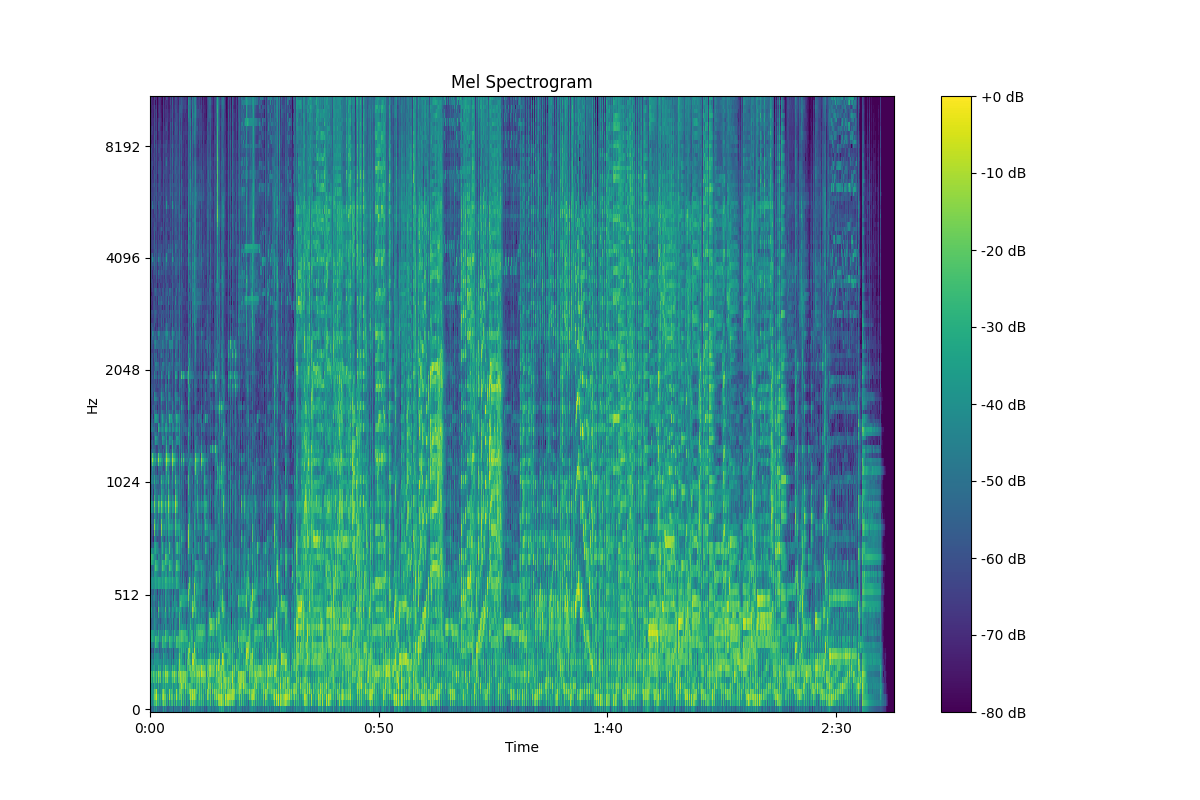 Mel Spectrogram
+0 dB
8192
-10 dB
4096
-20 dB
-30 dB
2048
Hz
-40 dB
1024
-50 dB
512
-60 dB
-70 dB
0
-80 dB
0:00
0:50
1:40
2:30
Time